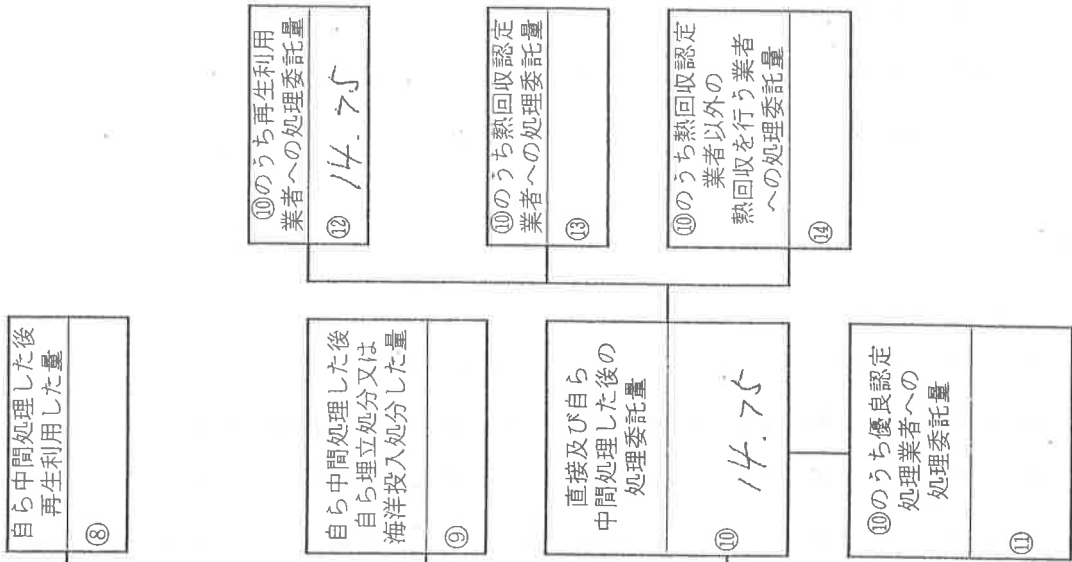 自ら中間処理した後
再生利用した量
⑧
自ら中間処理した後
自ら埋立処分又は
海洋投入処分した量
⑨
直接及び自ら
中間処理した後の
処理委託量
⑩ 14.75
⑩のうち優良認定
処理業者への
処理委託量
⑪
⑩のうち再生利用
業者への処理委託量
⑫ 14.75
⑩のうち熱回収認定
業者への処理委託量
⑬
⑩のうち熱回収認定
業者以外の
熱回収を行う業者
への処理委託量
⑭